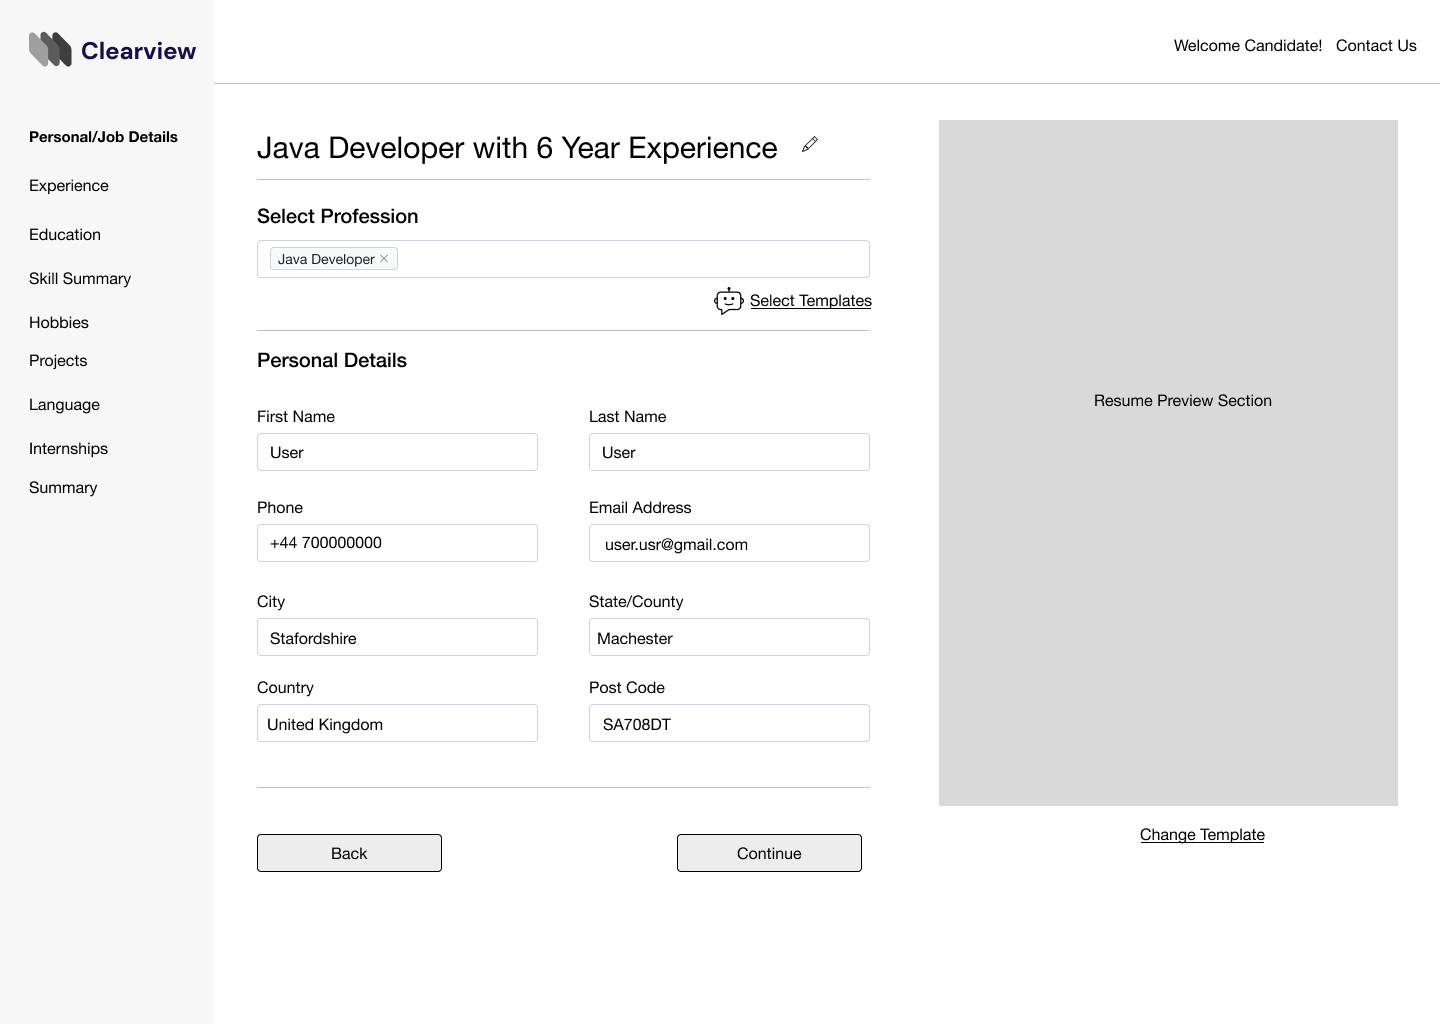 Clearview
Welcome Candidate! Contact Us
Personal/Job Details
Experience
Education
Skill Summary
Hobbies
Projects
Language
Internships
Summary
Java Developer with 6 Year Experience
Select Profession
Java Developer ×
Select Templates
Personal Details
First Name
User
Last Name
User
Phone
+44 700000000
Email Address
user.usr@gmail.com
City
Stafordshire
State/County
Machester
Country
United Kingdom
Post Code
SA708DT
Back
Continue
Resume Preview Section
Change Template